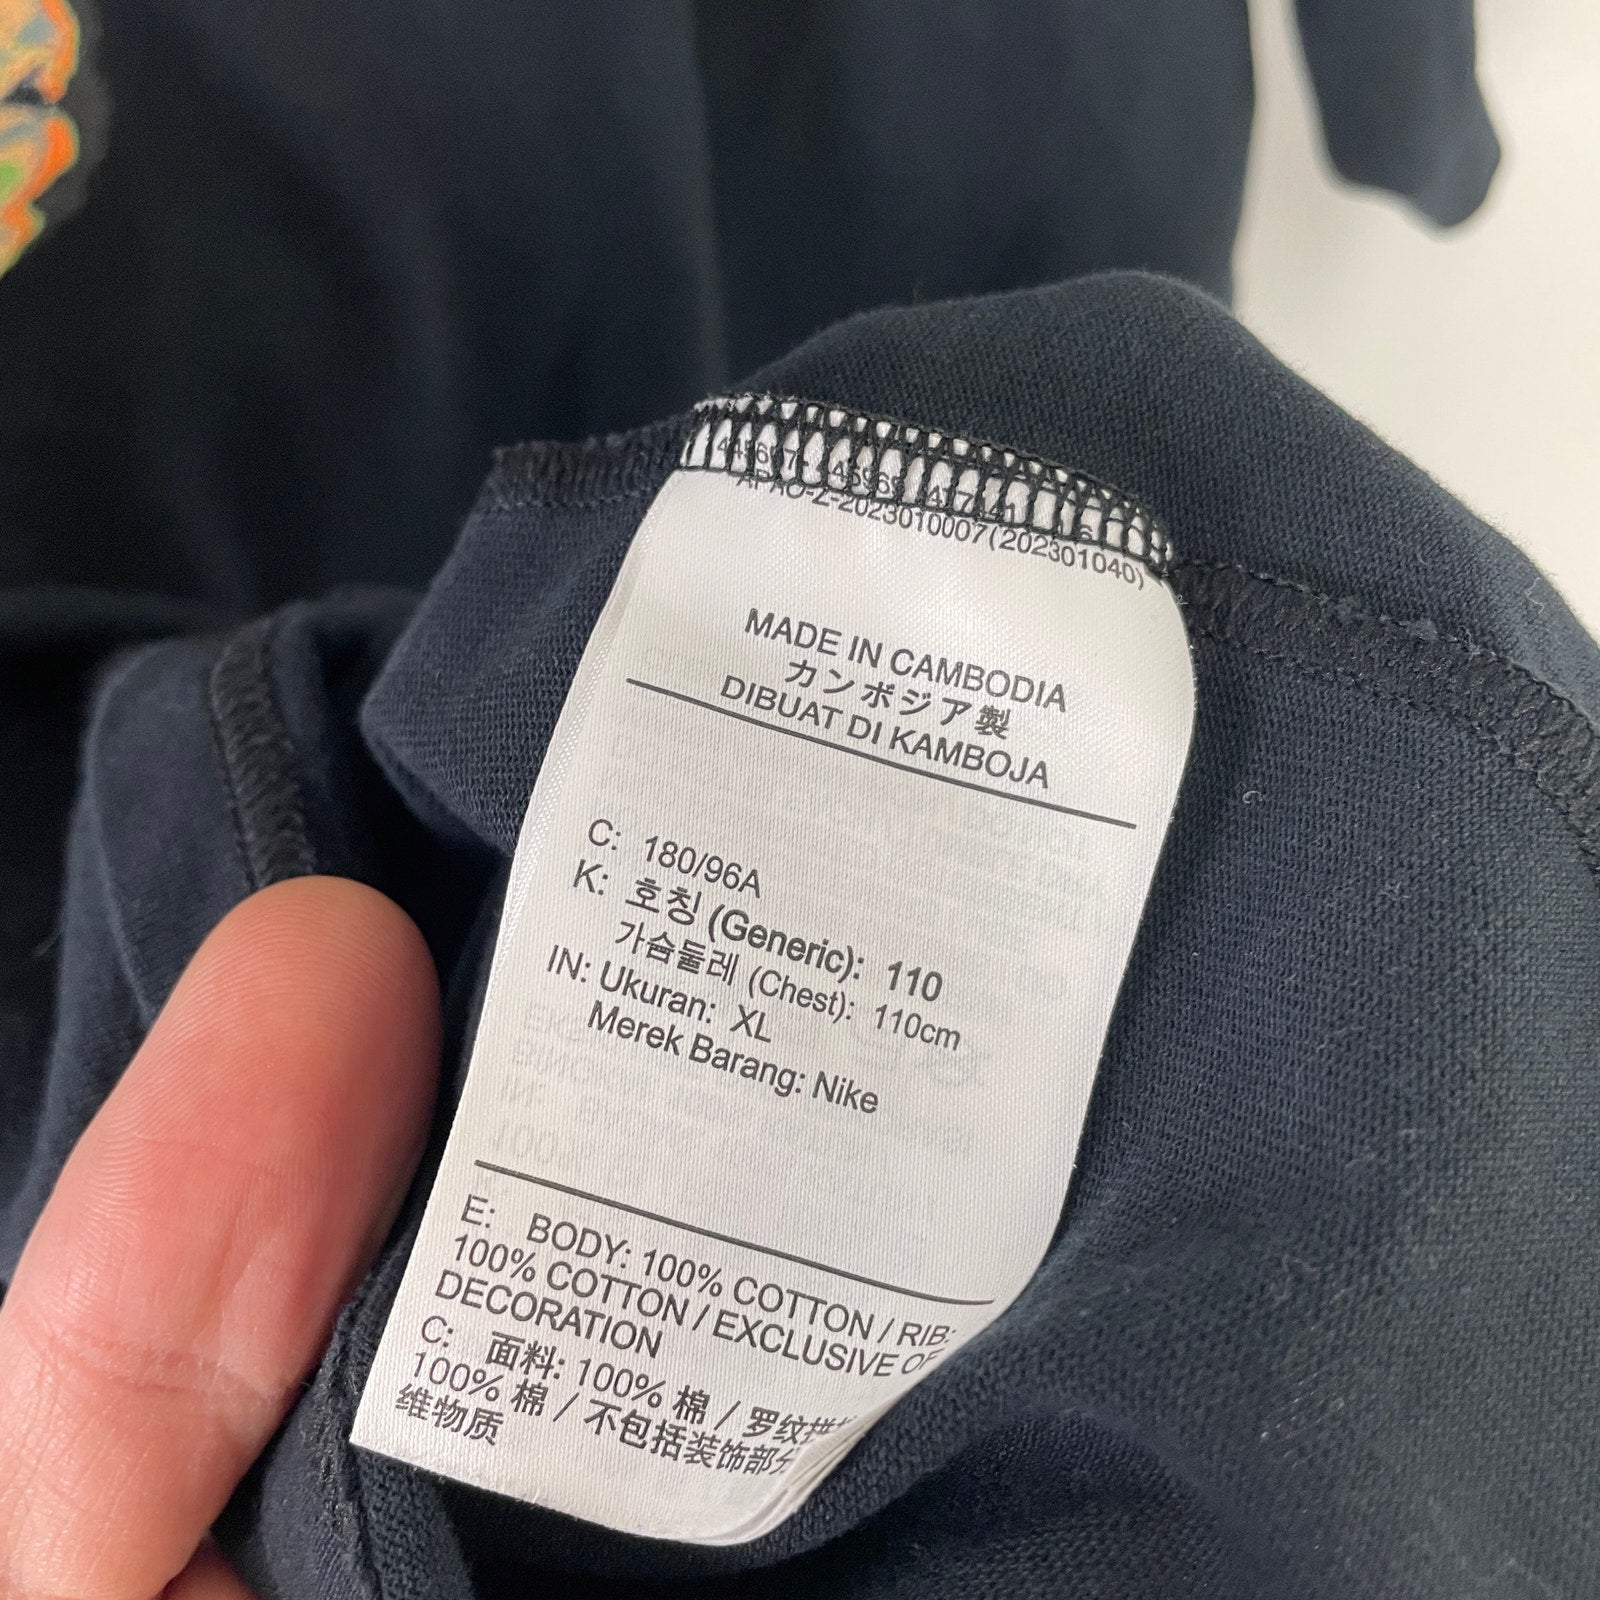 APAC-Z-2023010007(202301040)
MADE IN CAMBODIA
カンボジア製
DIBUAT DI KAMBOJA
C: 180/96A
K: 호칭 (Generic): 110
가슴둘레 (Chest): 110cm
IN: Ukuran: XL
Merek Barang: Nike
E: BODY: 100% COTTON / RIB:
100% COTTON / EXCLUSIVE OF
DECORATION
C: 面料: 100% 棉 / 罗纹拼
100% 棉 / 不包括装饰部分
维物质